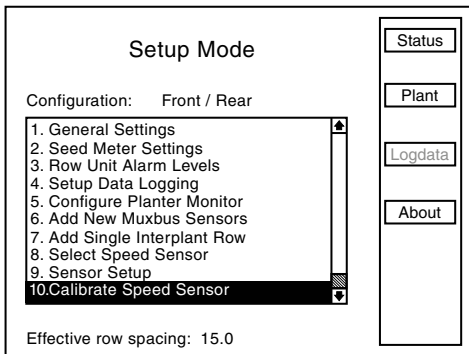 Setup Mode
Configuration: Front / Rear
1. General Settings
2. Seed Meter Settings
3. Row Unit Alarm Levels
4. Setup Data Logging
5. Configure Planter Monitor
6. Add New Muxbus Sensors
7. Add Single Interplant Row
8. Select Speed Sensor
9. Sensor Setup
10.Calibrate Speed Sensor
Effective row spacing: 15.0
Status
Plant
Logdata
About